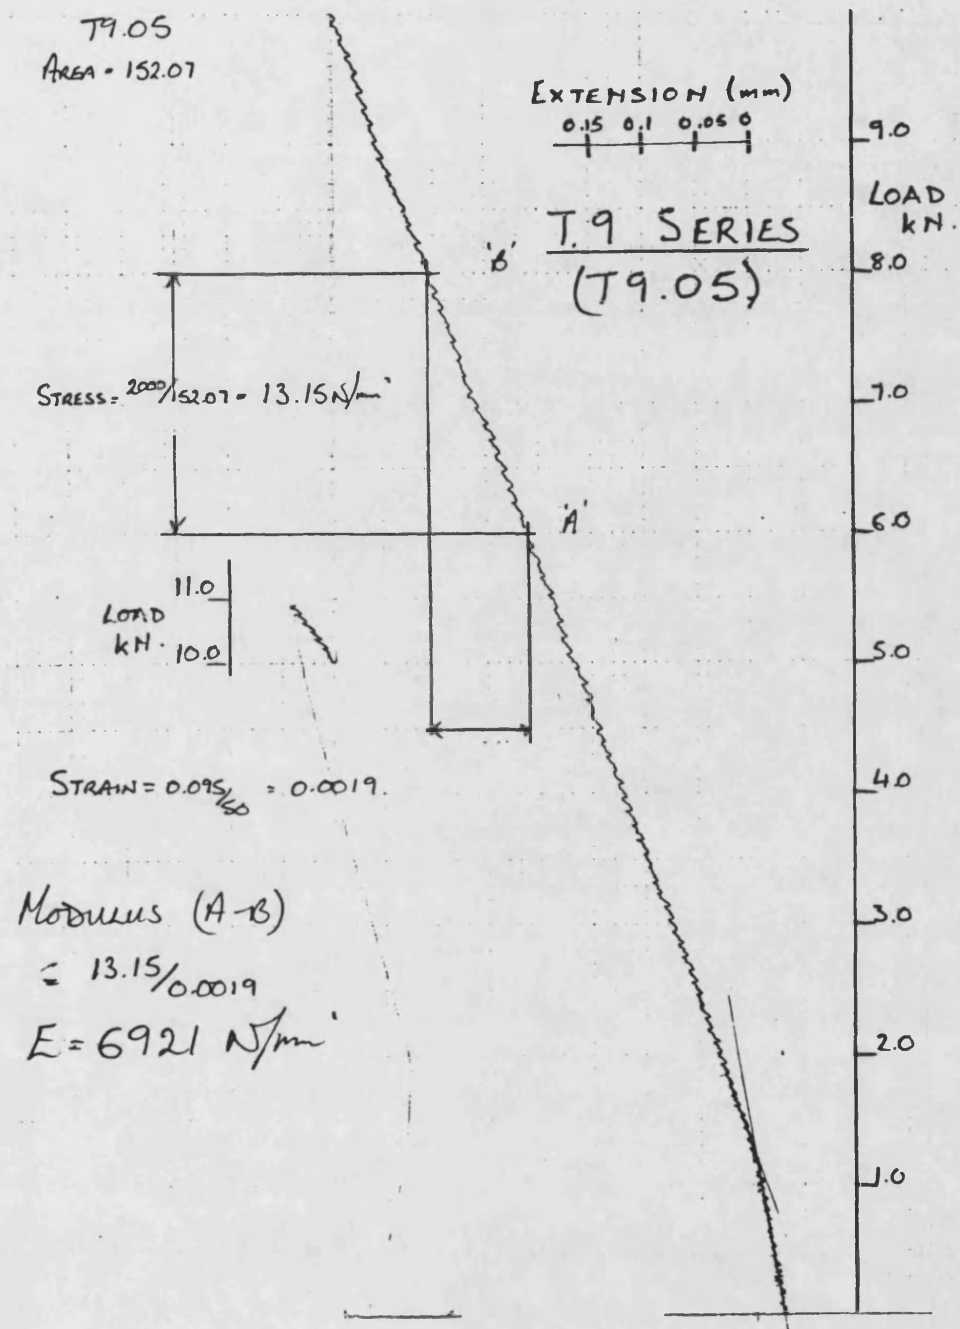 T9.05
AREA = 152.07
EXTENSION (mm)
0.15 0.1 0.05 0
9.0
LOAD
kN.
T.9 SERIES
(T9.05)
'B'
8.0
STRESS = 2000/152.07 = 13.15 N/mm²
7.0
'A'
6.0
11.0
LOAD
kN.
10.0
5.0
STRAIN = 0.095/50 = 0.0019.
4.0
MODULUS (A-B)
3.0
= 13.15/0.0019
E = 6921 N/mm²
2.0
1.0